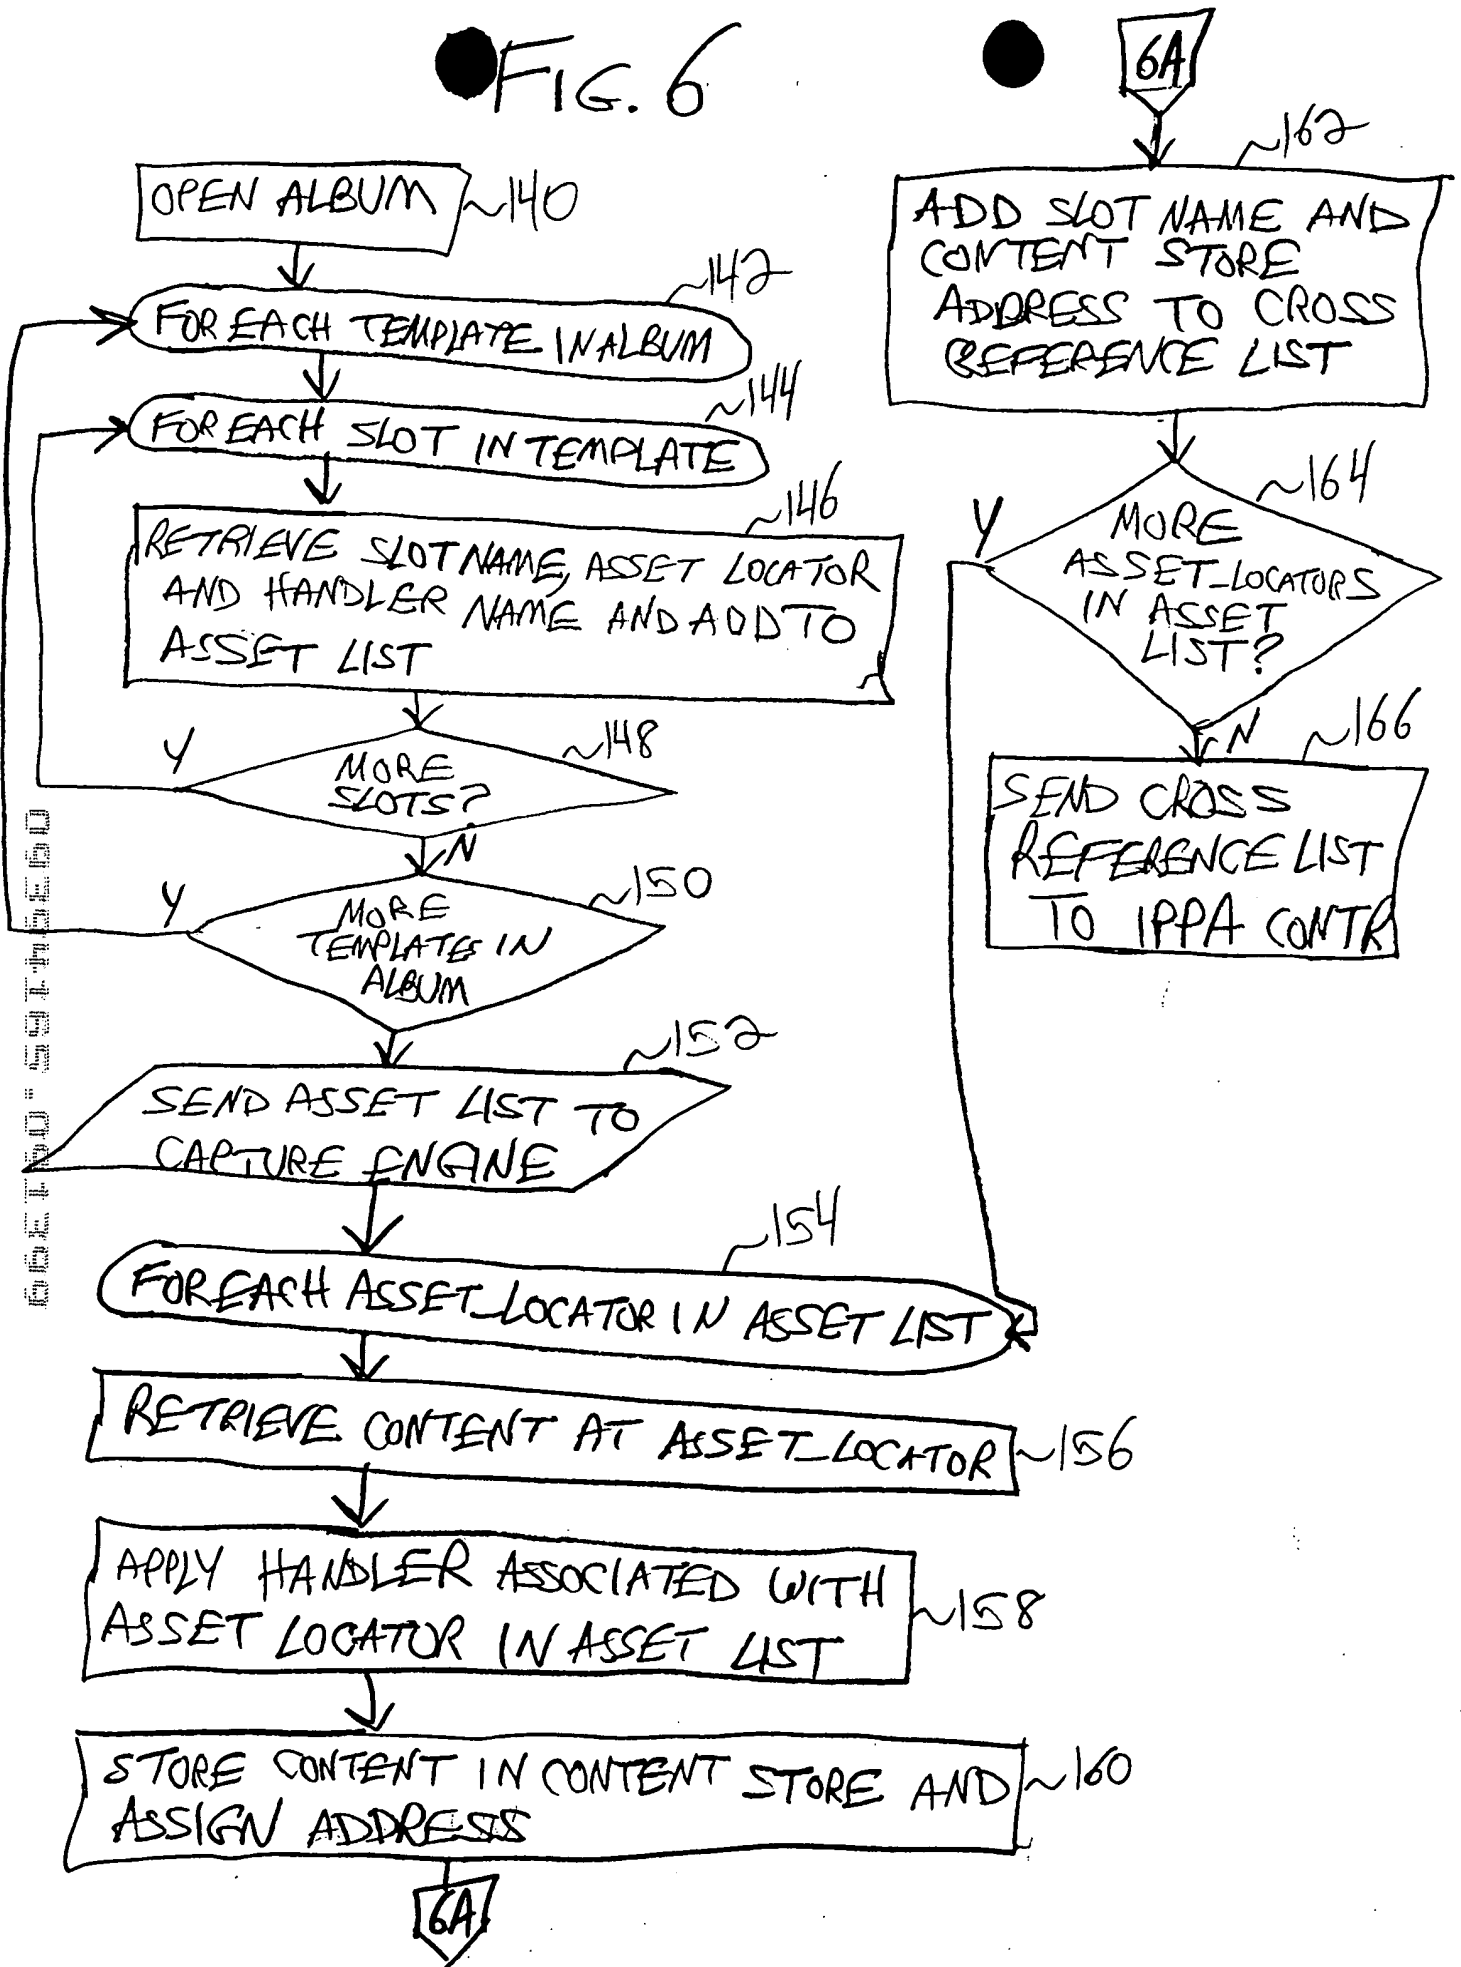 FIG. 6
OPEN ALBUM
140
142
FOR EACH TEMPLATE IN ALBUM
144
FOR EACH SLOT IN TEMPLATE
146
RETRIEVE SLOT NAME, ASSET LOCATOR
AND HANDLER NAME AND ADD TO
ASSET LIST
148
Y
MORE
SLOTS?
N
150
Y
MORE
TEMPLATES IN
ALBUM
152
SEND ASSET LIST TO
CAPTURE ENGINE
154
FOR EACH ASSET_LOCATOR IN ASSET LIST
RETRIEVE CONTENT AT ASSET_LOCATOR
156
APPLY HANDLER ASSOCIATED WITH
ASSET LOCATOR IN ASSET LIST
158
STORE CONTENT IN CONTENT STORE AND
ASSIGN ADDRESS
160
6A
6A
162
ADD SLOT NAME AND
CONTENT STORE
ADDRESS TO CROSS
REFERENCE LIST
164
Y
MORE
ASSET_LOCATORS
IN ASSET
LIST?
N
166
SEND CROSS
REFERENCE LIST
TO IPPA CONTR